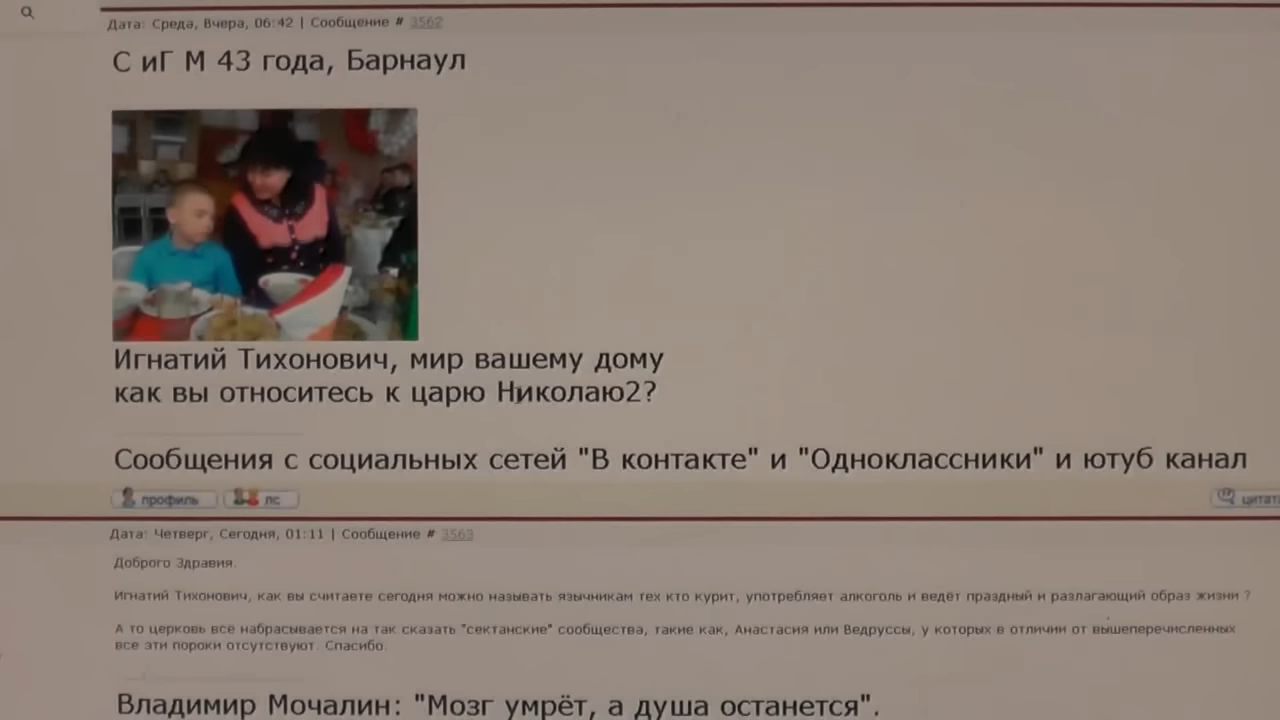 Дата: Среда, Вчера, 06:42 | Сообщение # 3562
С иГ М 43 года, Барнаул
Игнатий Тихонович, мир вашему дому
как вы относитесь к царю Николаю2?
Сообщения с социальных сетей "В контакте" и "Одноклассники" и ютуб канал
профиль лс цитат
Дата: Четверг, Сегодня, 01:11 | Сообщение # 3563
Доброго Здравия.
Игнатий Тихонович, как вы считаете сегодня можно называть язычникам тех кто курит, употребляет алкоголь и ведёт праздный и разлагающий образ жизни ?
А то церковь всё набрасывается на так сказать "сектанские" сообщества, такие как, Анастасия или Ведруссы, у которых в отличии от вышеперечисленных
все эти пороки отсутствуют. Спасибо.
Владимир Мочалин: "Мозг умрёт, а душа останется".